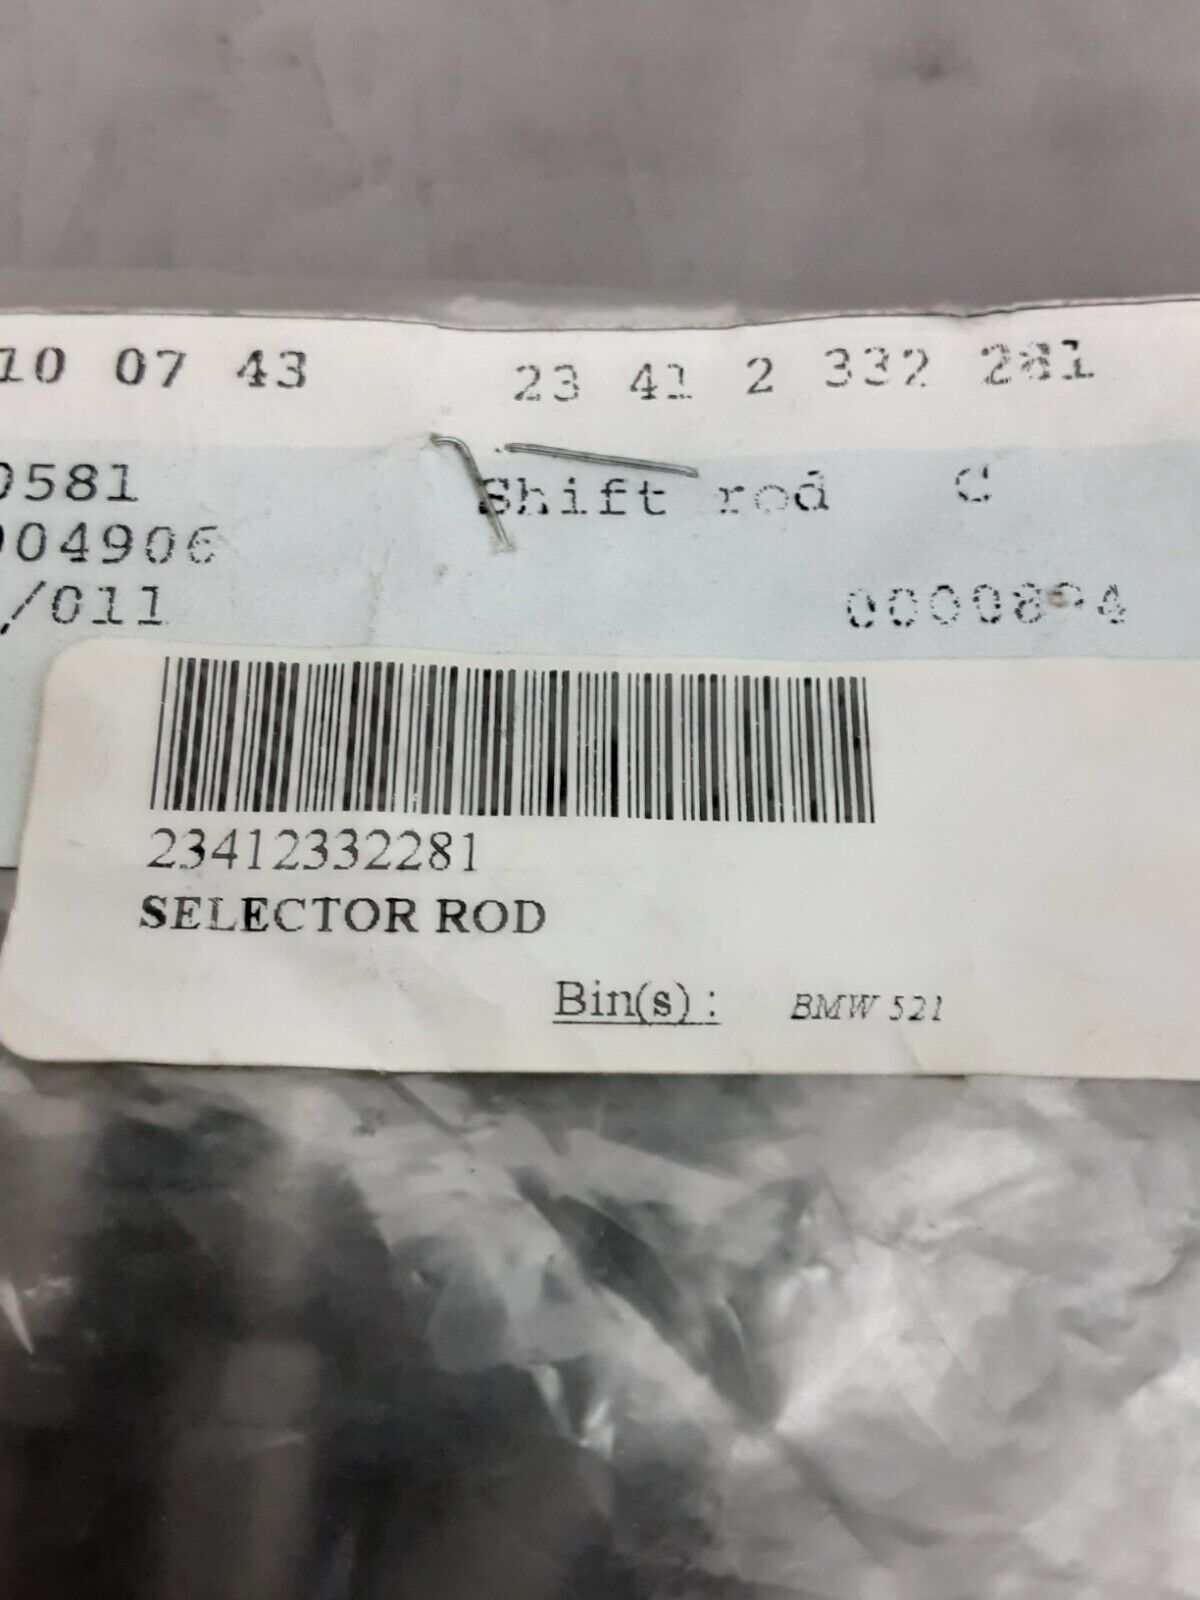 10 07 43 23 41 2 332 281
0581 Shift rod C
004906
/011
23412332281
SELECTOR ROD
Bin(s) : BMW 521